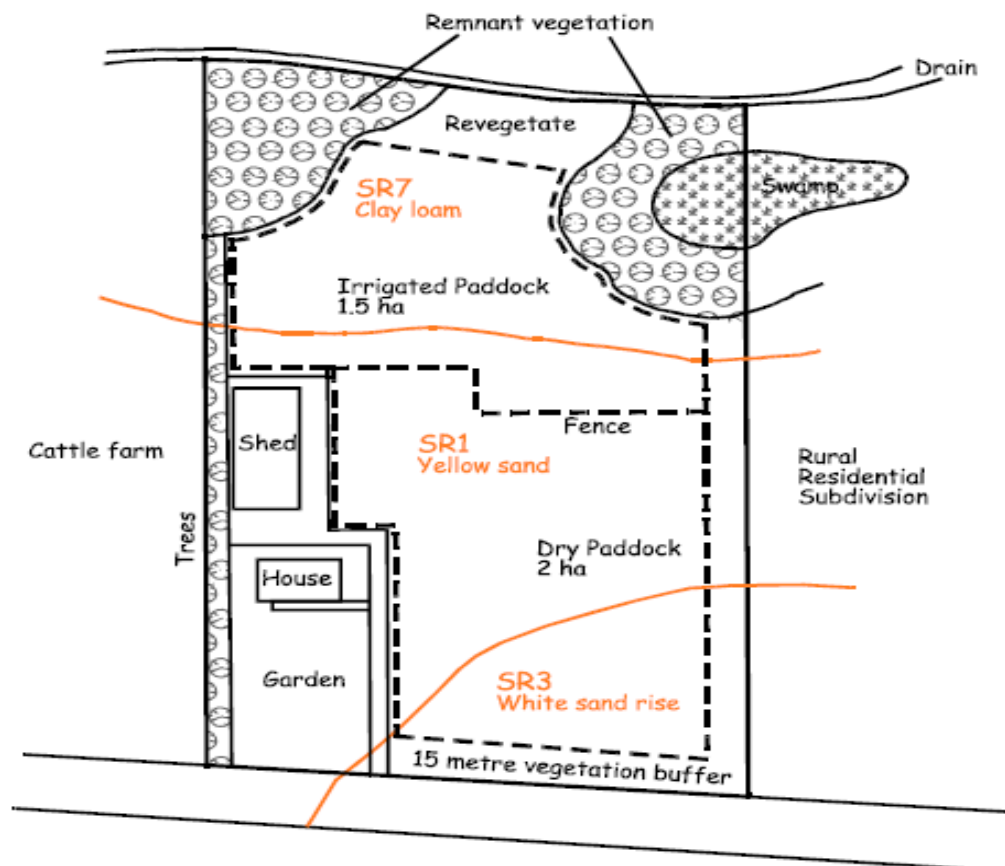 Remnant vegetation
Drain
Revegetate
SR7
Clay loam
Swamp
Irrigated Paddock
1.5 ha
Shed
Fence
Cattle farm
SR1
Yellow sand
Rural
Residential
Subdivision
Trees
Dry Paddock
2 ha
House
Garden
SR3
White sand rise
15 metre vegetation buffer